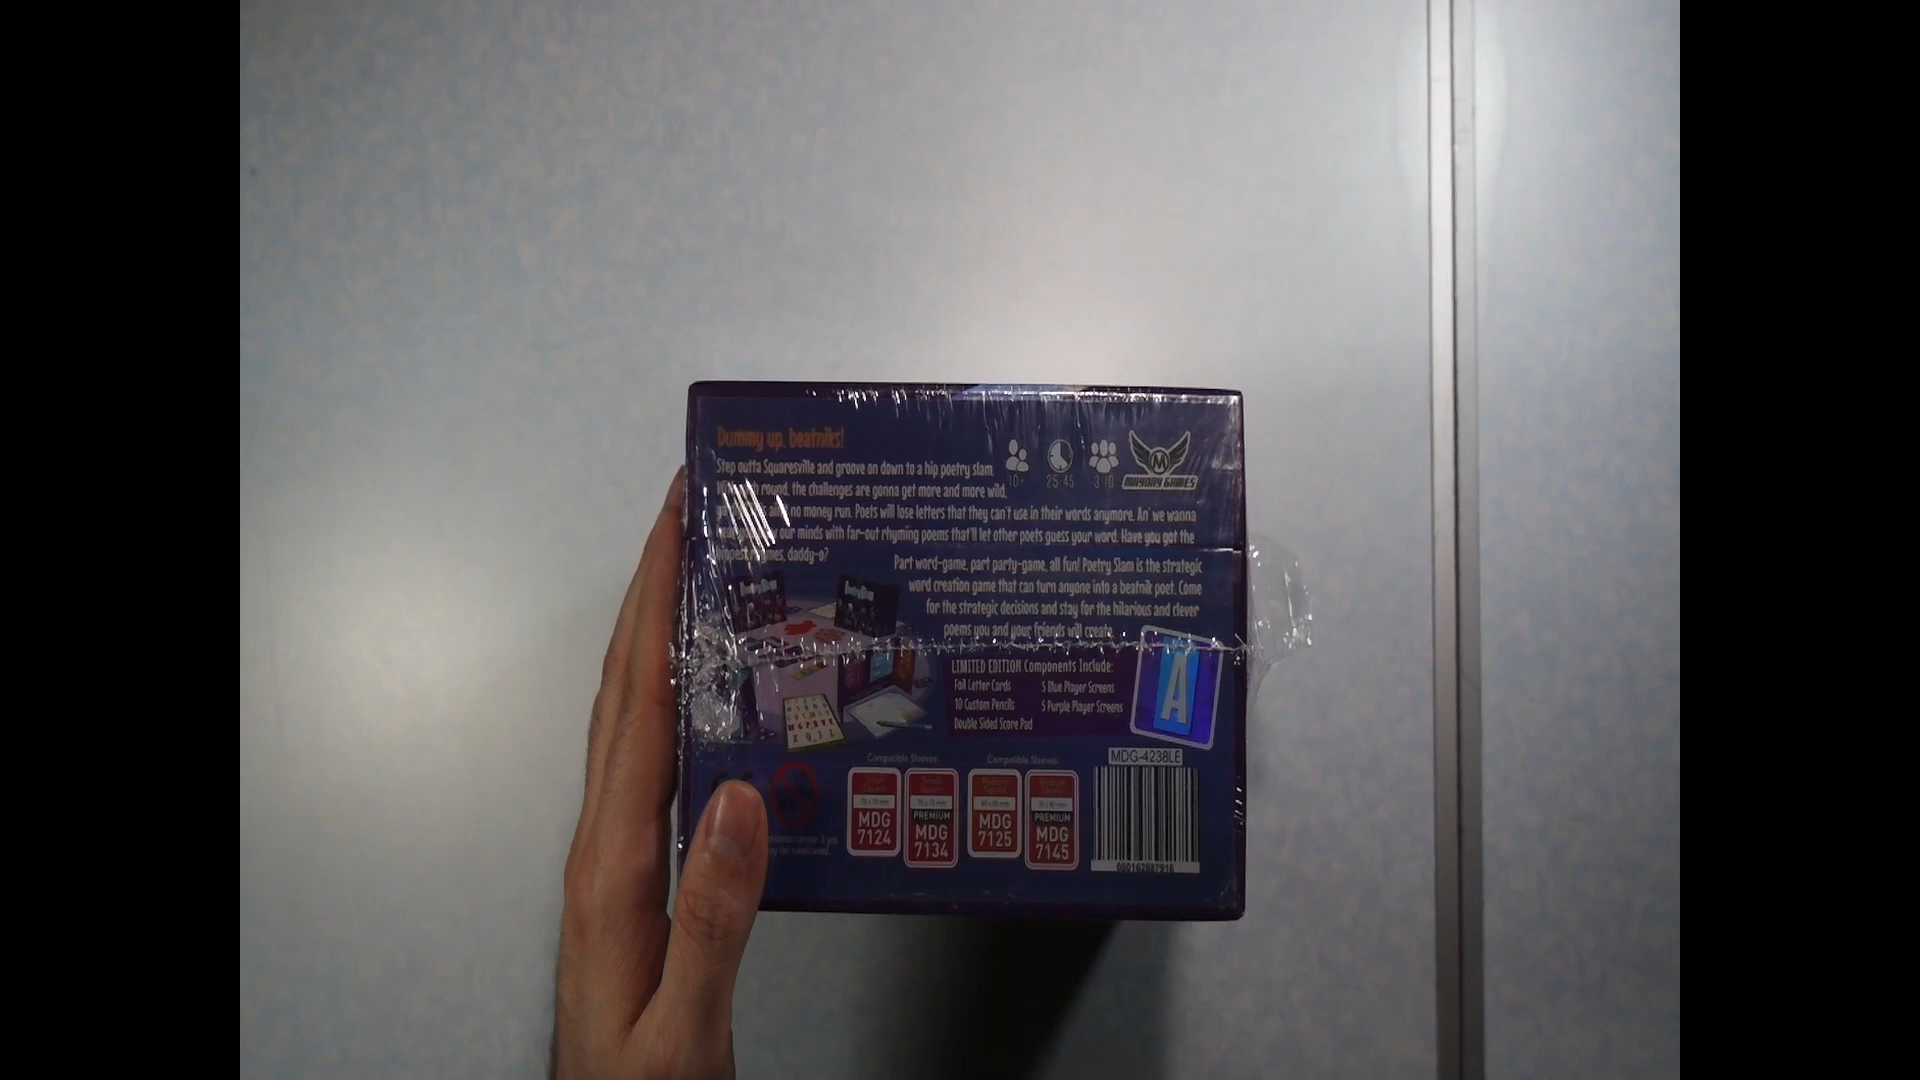 Dummy up, beatniks!
Step outta Squaresville and groove on down to a hip poetry slam.
round, the challenges are gonna get more and more wild,
no money run. Poets will lose letters that they can't use in their words anymore. An' we wanna
our minds with far-out rhyming poems that'll let other poets guess your word. Have you got the
daddy-o?
10+
25-45
3-10
MAYDAY GAMES
Part word-game, part party-game, all fun! Poetry Slam is the strategic
word creation game that can turn anyone into a beatnik poet. Come
for the strategic decisions and stay for the hilarious and clever
poems you and your friends will create.
LIMITED EDITION Components Include:
Foil Letter Cards
10 Custom Pencils
Double Sided Score Pad
5 Blue Player Screens
5 Purple Player Screens
A
Compatible Sleeves
Compatible Sleeves
MDG
7124
PREMIUM
MDG
7134
MDG
7125
PREMIUM
MDG
7145
MDG-4238LE
under 3 yrs